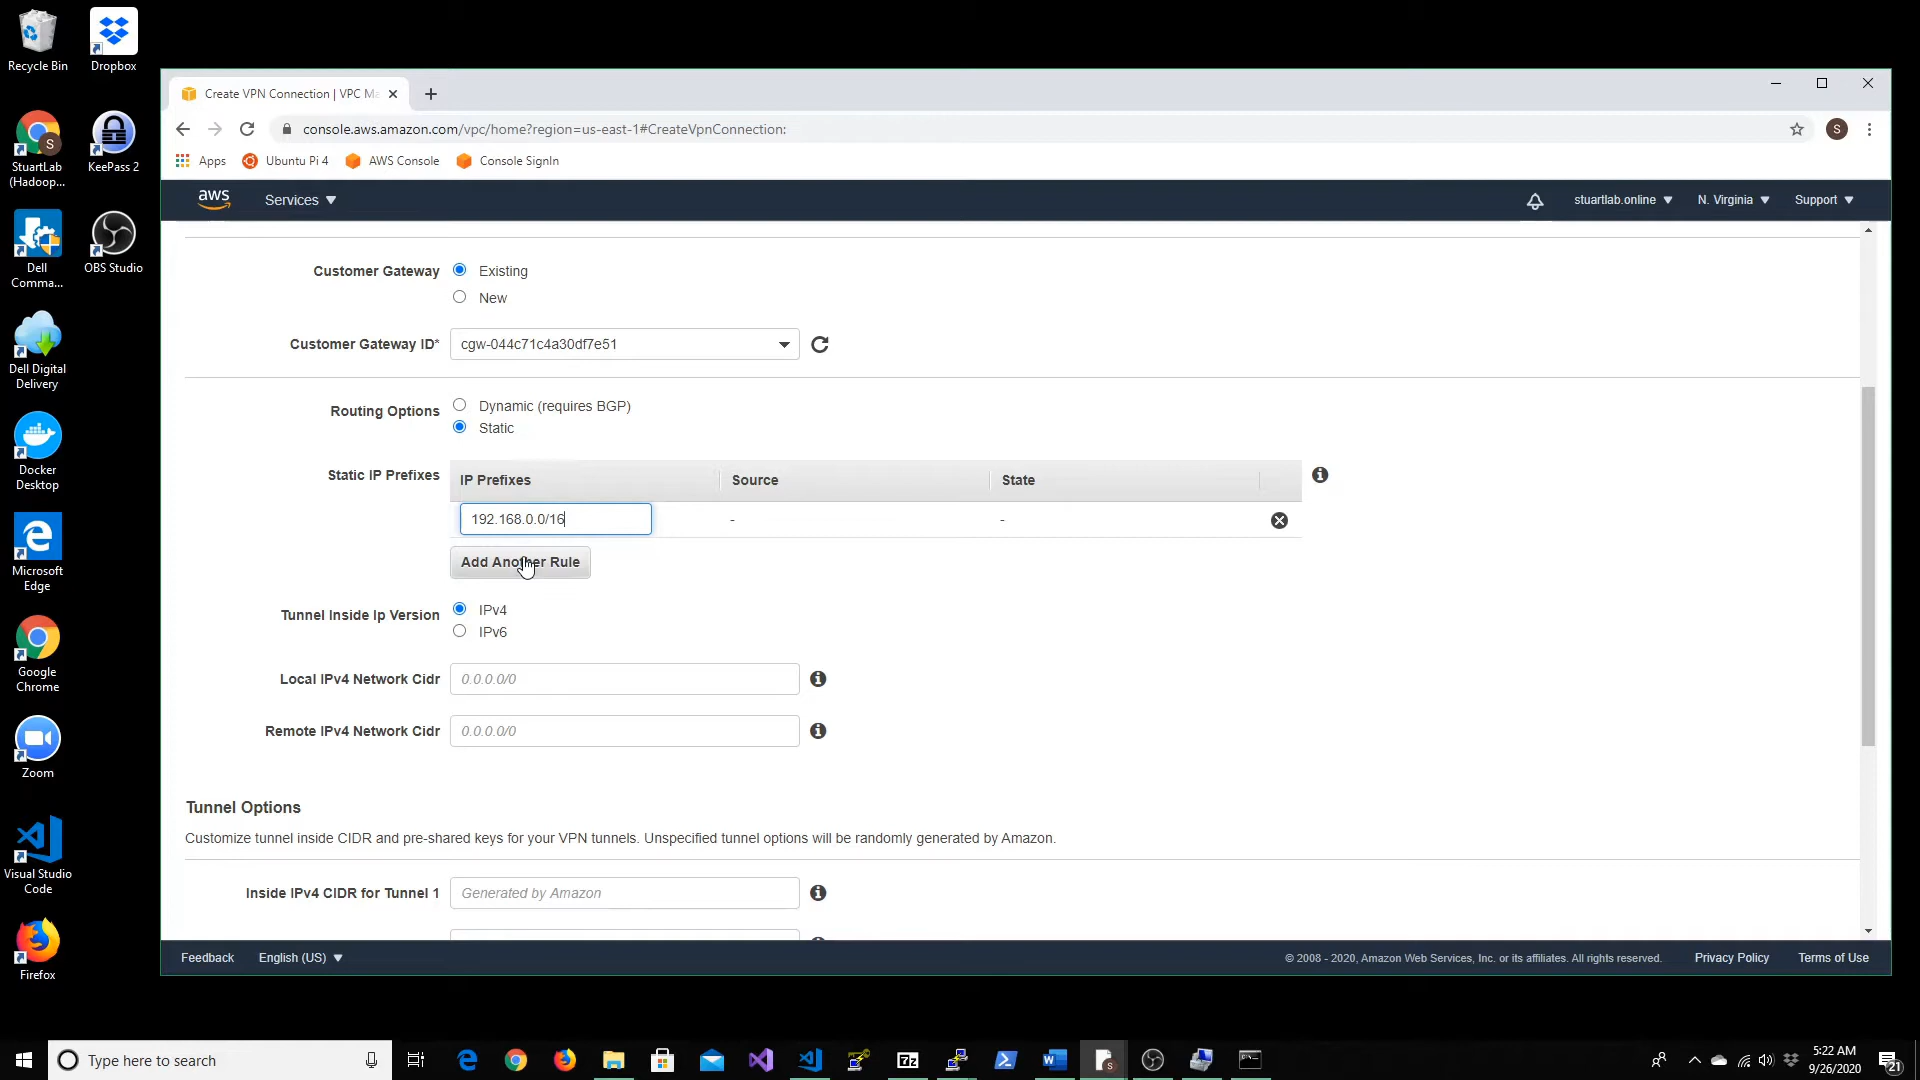 Recycle Bin
Dropbox
StuartLab
(Hadoop...
KeePass 2
Dell
Comma...
OBS Studio
Dell Digital
Delivery
Docker
Desktop
Microsoft
Edge
Google
Chrome
Zoom
Visual Studio
Code
Firefox
Create VPN Connection | VPC Ma
console.aws.amazon.com/vpc/home?region=us-east-1#CreateVpnConnection:
S
Apps
Ubuntu Pi 4
AWS Console
Console SignIn
aws
Services
stuartlab.online
N. Virginia
Support
Customer Gateway
Existing
New
Customer Gateway ID*
cgw-044c71c4a30df7e51
Routing Options
Dynamic (requires BGP)
Static
Static IP Prefixes
IP Prefixes
Source
State
192.168.0.0/16
-
-
Add Another Rule
Tunnel Inside Ip Version
IPv4
IPv6
Local IPv4 Network Cidr
0.0.0.0/0
Remote IPv4 Network Cidr
0.0.0.0/0
Tunnel Options
Customize tunnel inside CIDR and pre-shared keys for your VPN tunnels. Unspecified tunnel options will be randomly generated by Amazon.
Inside IPv4 CIDR for Tunnel 1
Generated by Amazon
Feedback
English (US)
© 2008 - 2020, Amazon Web Services, Inc. or its affiliates. All rights reserved.
Privacy Policy
Terms of Use
Type here to search
7z
5:22 AM
9/26/2020
21